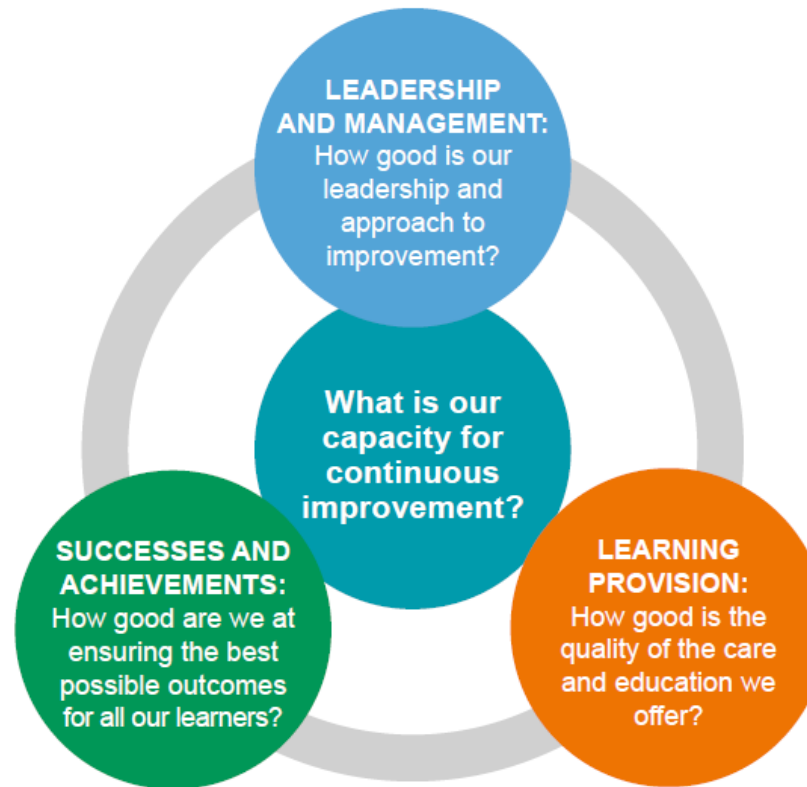 LEADERSHIP
AND MANAGEMENT:
How good is our
leadership and
approach to
improvement?
What is our
capacity for
continuous
improvement?
SUCCESSES AND
ACHIEVEMENTS:
How good are we at
ensuring the best
possible outcomes
for all our learners?
LEARNING
PROVISION:
How good is the
quality of the care
and education we
offer?